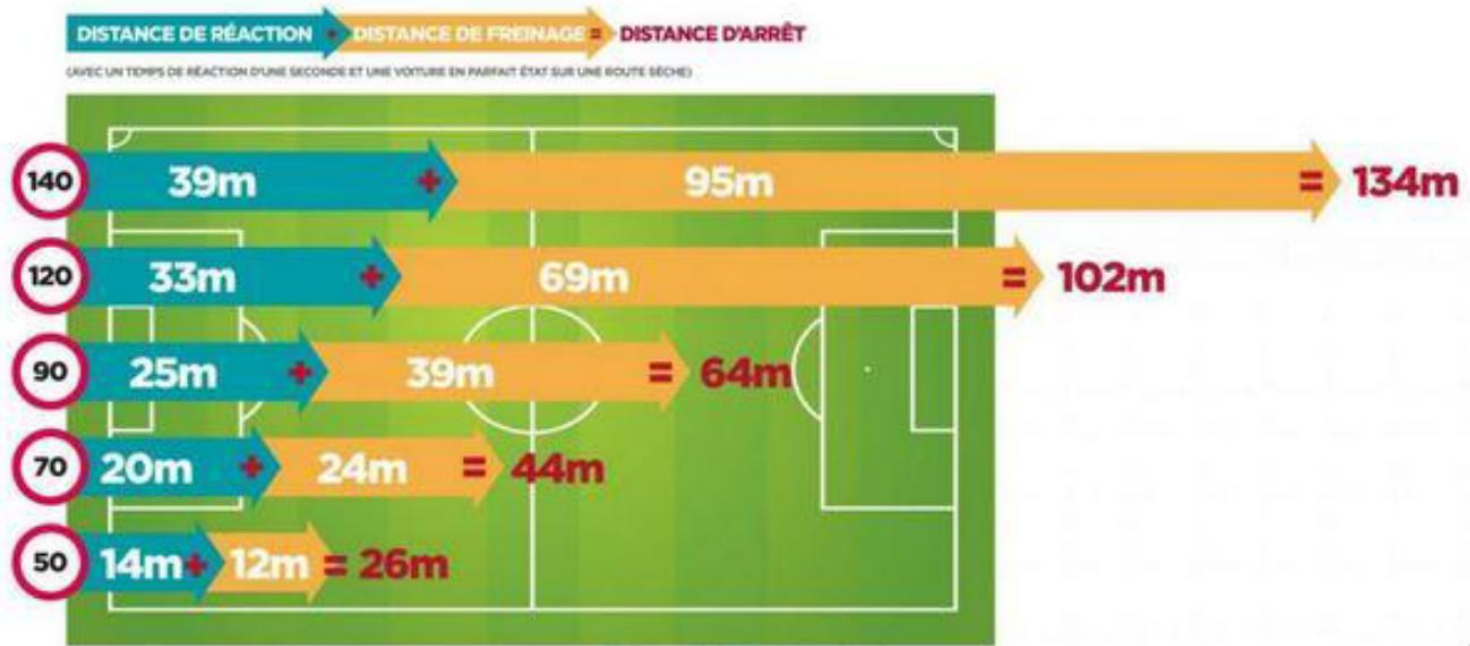 DISTANCE DE RÉACTION + DISTANCE DE FREINAGE = DISTANCE D'ARRÊT
(AVEC UN TEMPS DE RÉACTION D'UNE SECONDE ET UNE VOITURE EN PARFAIT ÉTAT SUR UNE ROUTE SÈCHE)
140 39m + 95m = 134m
120 33m + 69m = 102m
90 25m + 39m = 64m
70 20m + 24m = 44m
50 14m + 12m = 26m